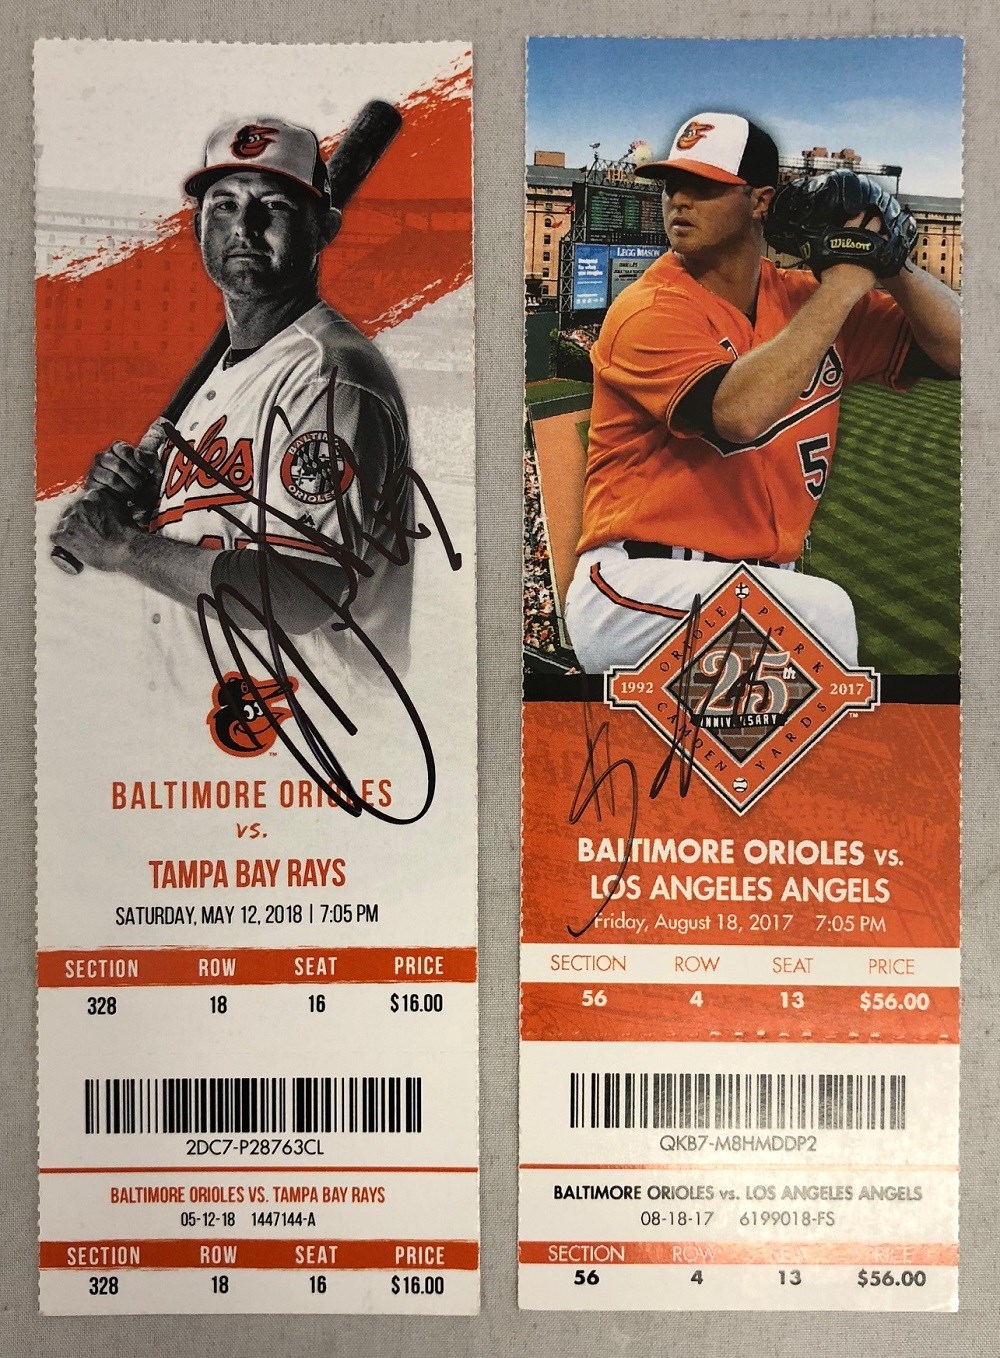 Orioles
BALTIMORE
ORIOLES
BALTIMORE ORIOLES
vs.
TAMPA BAY RAYS
SATURDAY, MAY 12, 2018 | 7:05 PM
SECTION ROW SEAT PRICE
328 18 16 $16.00
2DC7-P28763CL
BALTIMORE ORIOLES VS. TAMPA BAY RAYS
05-12-18 1447144-A
SECTION ROW SEAT PRICE
328 18 16 $16.00
LEGG MASON
Wilson
5
ORIOLE PARK
1992 25th 2017
ANNIVERSARY
CAMDEN YARDS
BALTIMORE ORIOLES vs.
LOS ANGELES ANGELS
Friday, August 18, 2017 7:05 PM
SECTION ROW SEAT PRICE
56 4 13 $56.00
QKB7-M8HMDDP2
BALTIMORE ORIOLES vs. LOS ANGELES ANGELS
08-18-17 6199018-FS
SECTION ROW SEAT PRICE
56 4 13 $56.00